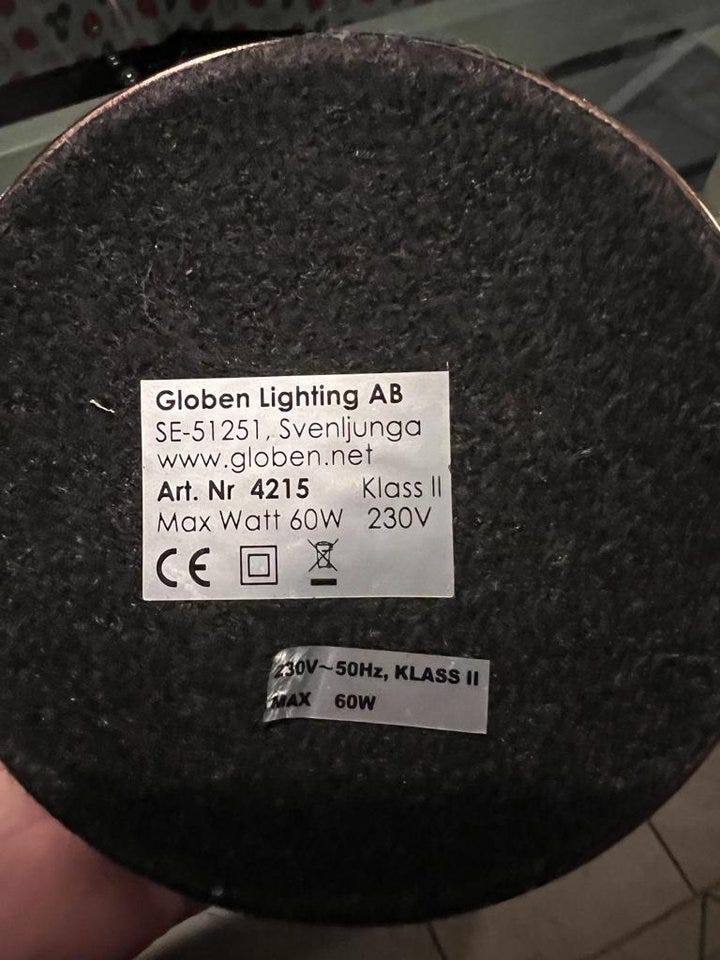 Globen Lighting AB
SE-51251, Svenljunga
www.globen.net
Art. Nr 4215 Klass II
Max Watt 60W 230V
CE
230V~50Hz, KLASS II
MAX 60W